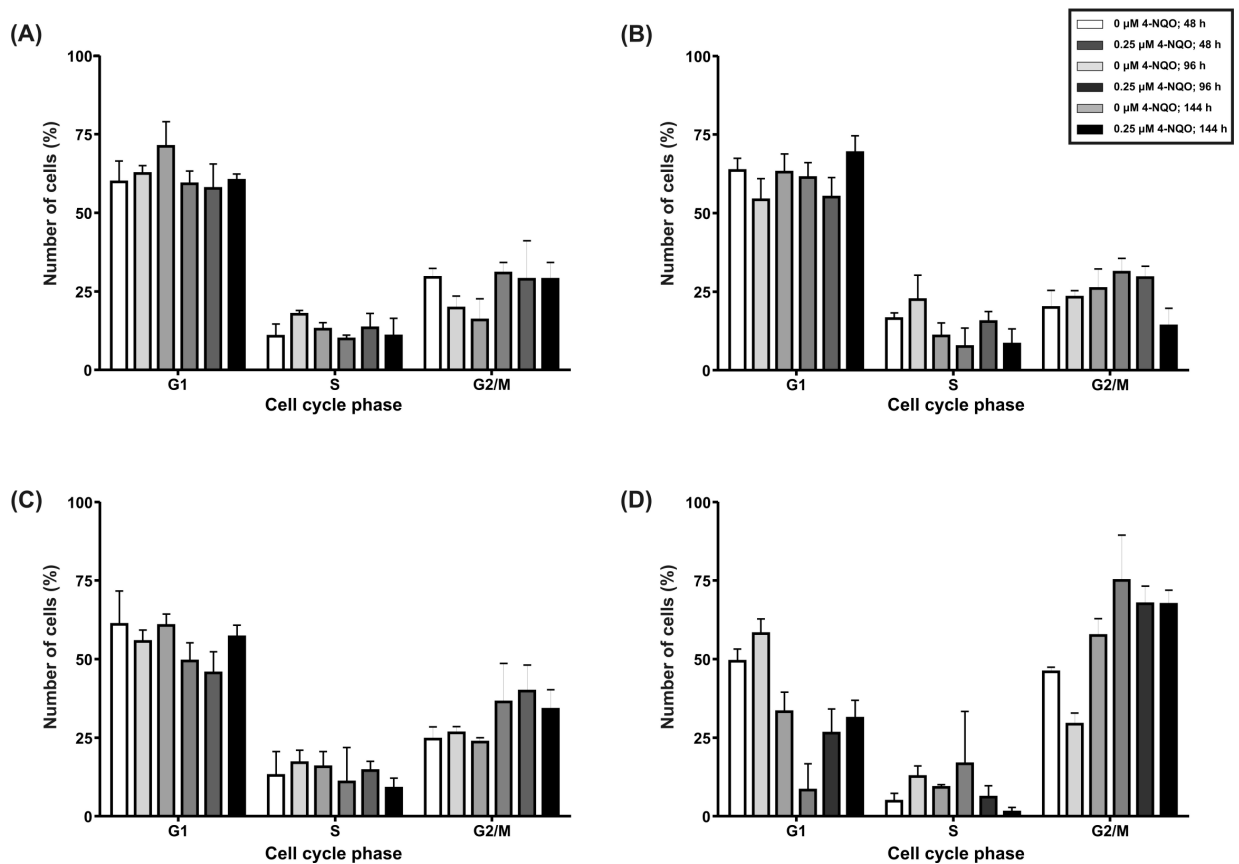 (A)
Number of cells (%)
100
75
50
25
0
G1 S G2/M
Cell cycle phase
(B)
Number of cells (%)
100
75
50
25
0
G1 S G2/M
Cell cycle phase
0 µM 4-NQO; 48 h
0.25 µM 4-NQO; 48 h
0 µM 4-NQO; 96 h
0.25 µM 4-NQO; 96 h
0 µM 4-NQO; 144 h
0.25 µM 4-NQO; 144 h
(C)
Number of cells (%)
100
75
50
25
0
G1 S G2/M
Cell cycle phase
(D)
Number of cells (%)
100
75
50
25
0
G1 S G2/M
Cell cycle phase